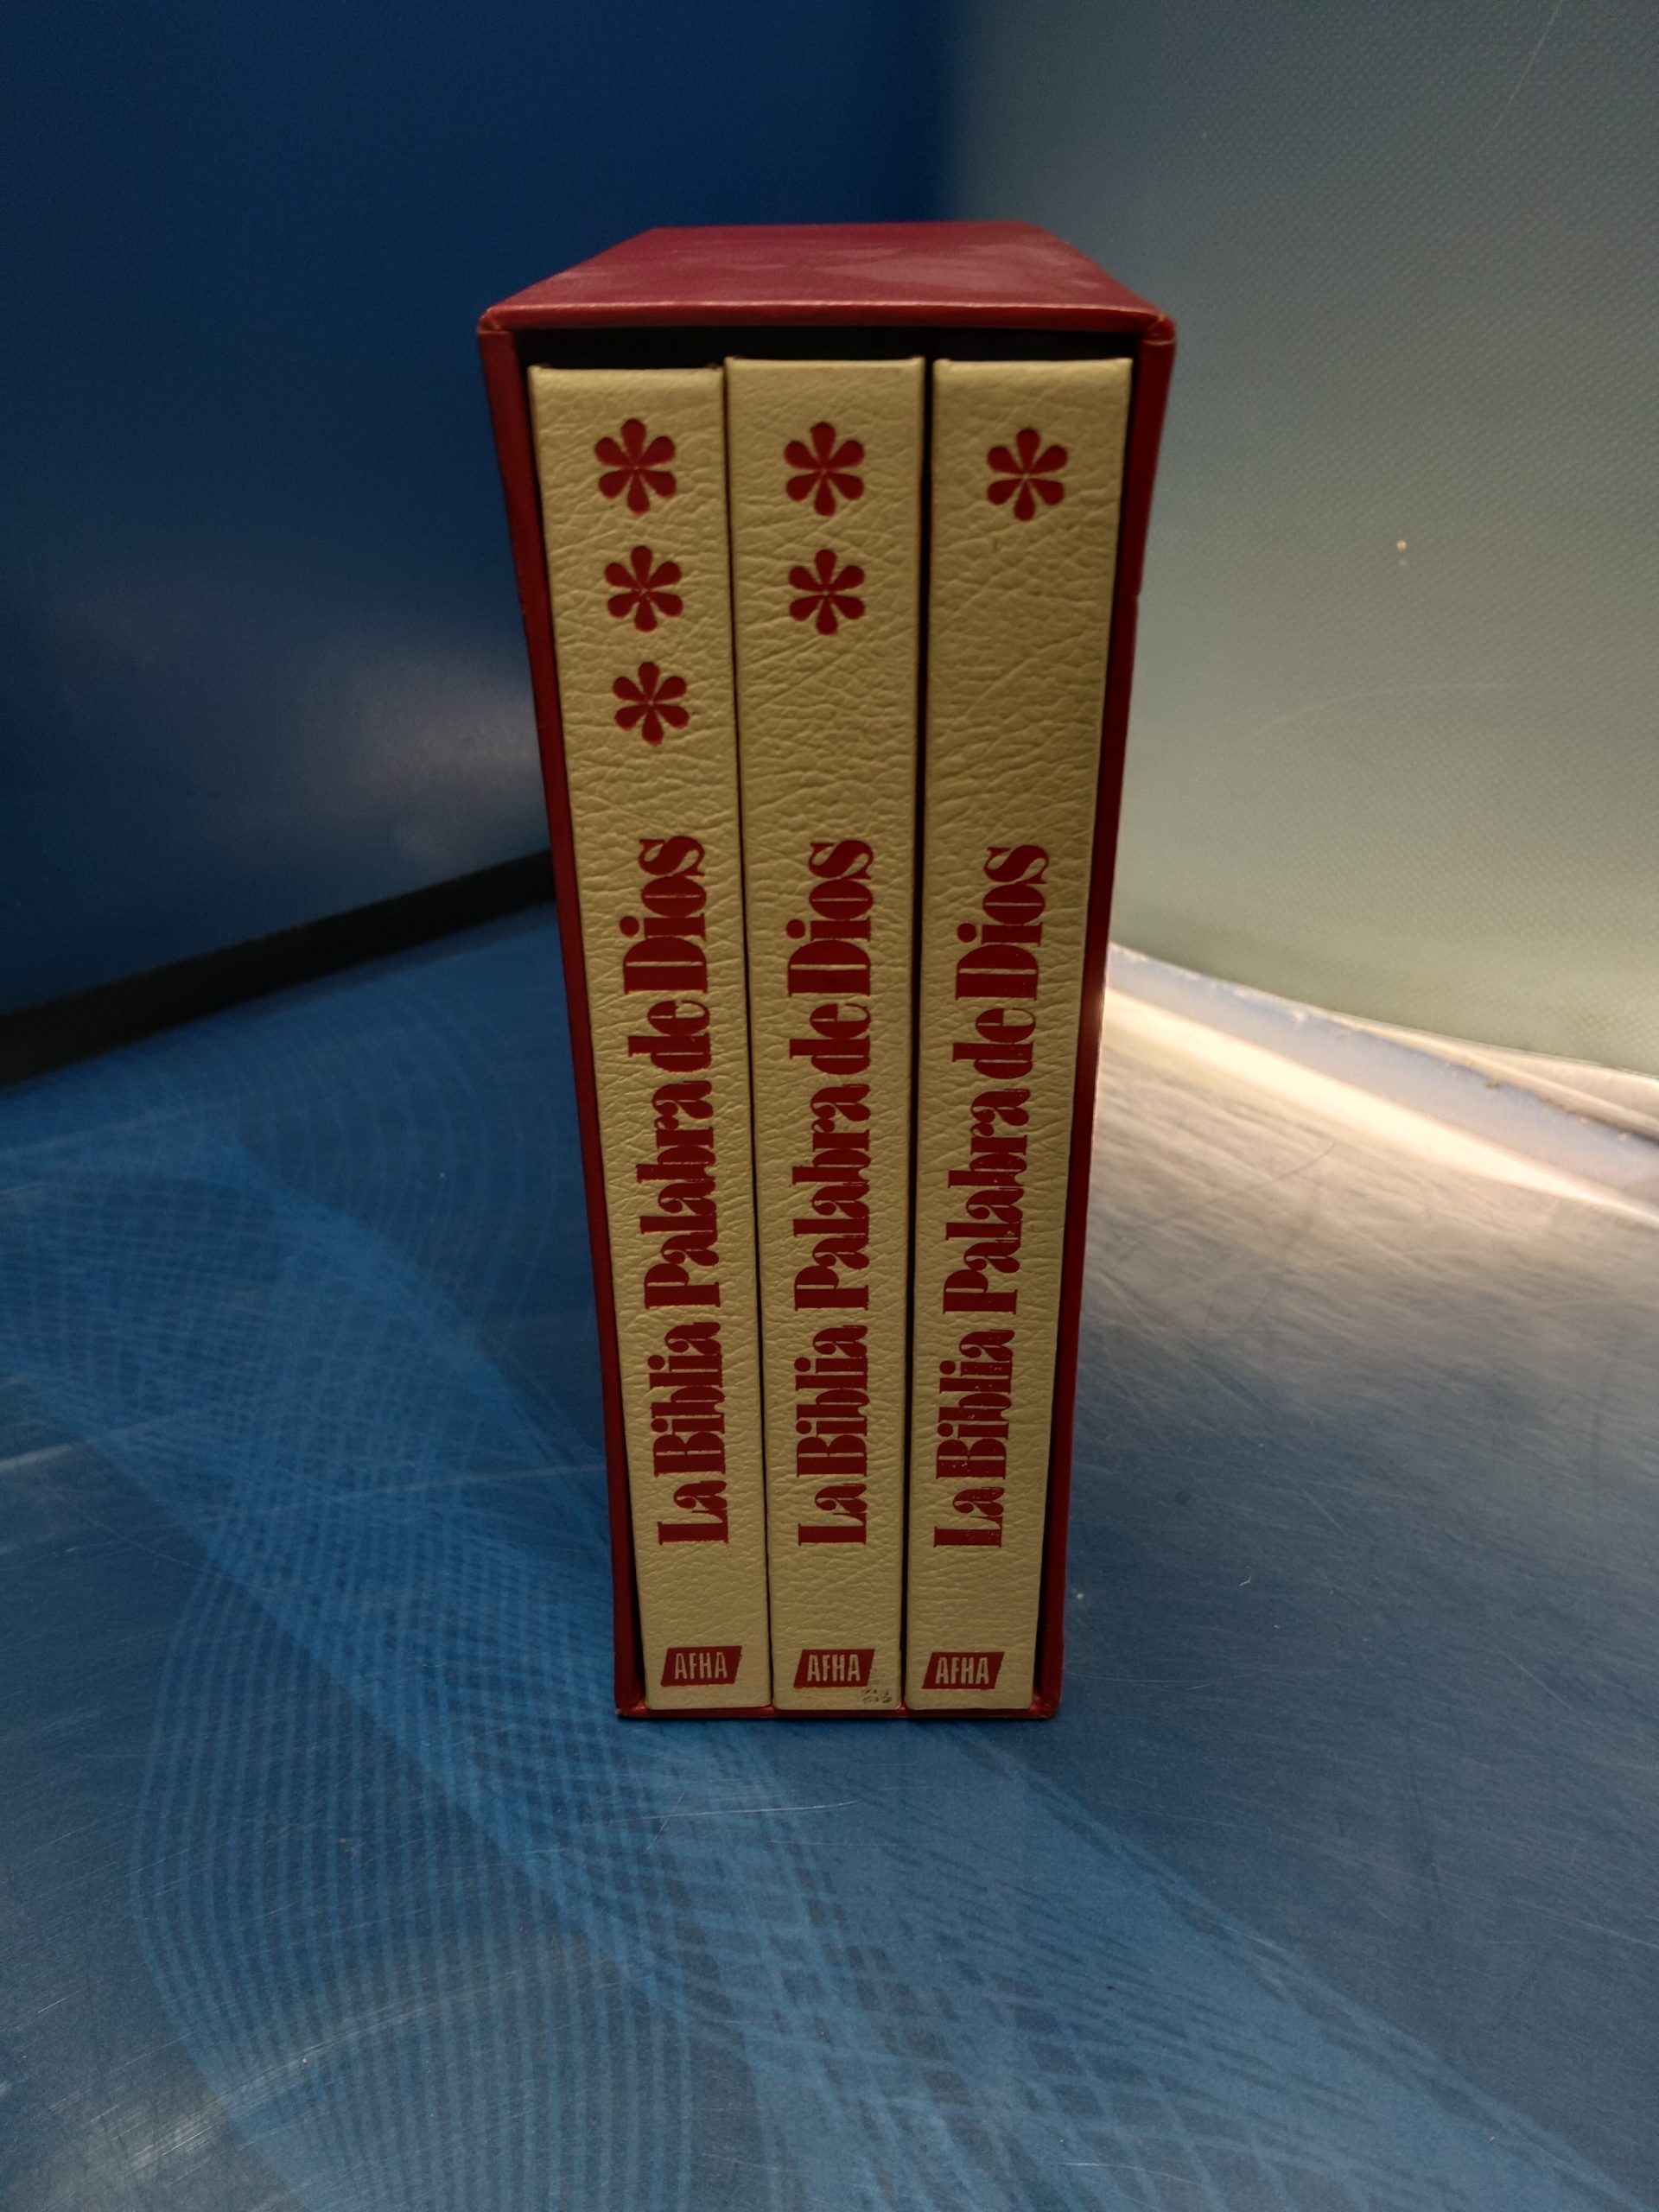 ***
La Biblia Palabra de Dios
AFHA
**
La Biblia Palabra de Dios
AFHA
*
La Biblia Palabra de Dios
AFHA